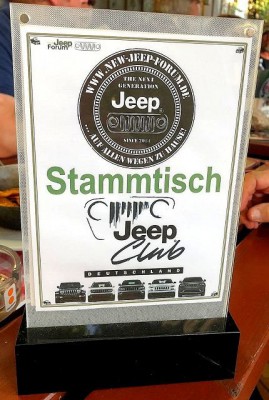 Jeep
Forum
WWW.NEW-JEEP-FORUM.DE
THE NEXT
GENERATION
Jeep
SINCE 2014
... AUF ALLEN WEGEN ZU HAUSE!
Stammtisch
Jeep
Club
DEUTSCHLAND